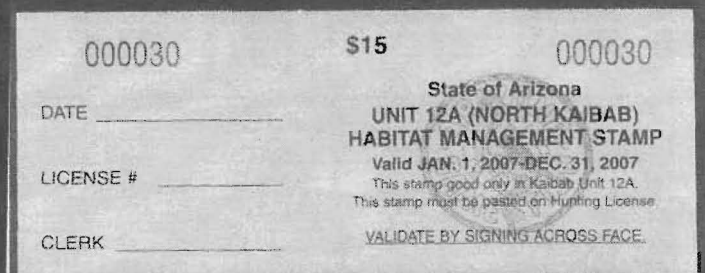 000030 $15 000030
State of Arizona
DATE
UNIT 12A (NORTH KAIBAB)
HABITAT MANAGEMENT STAMP
Valid JAN. 1, 2007-DEC. 31, 2007
LICENSE #
This stamp good only in Kaibab Unit 12A.
This stamp must be pasted on Hunting License.
CLERK
VALIDATE BY SIGNING ACROSS FACE.